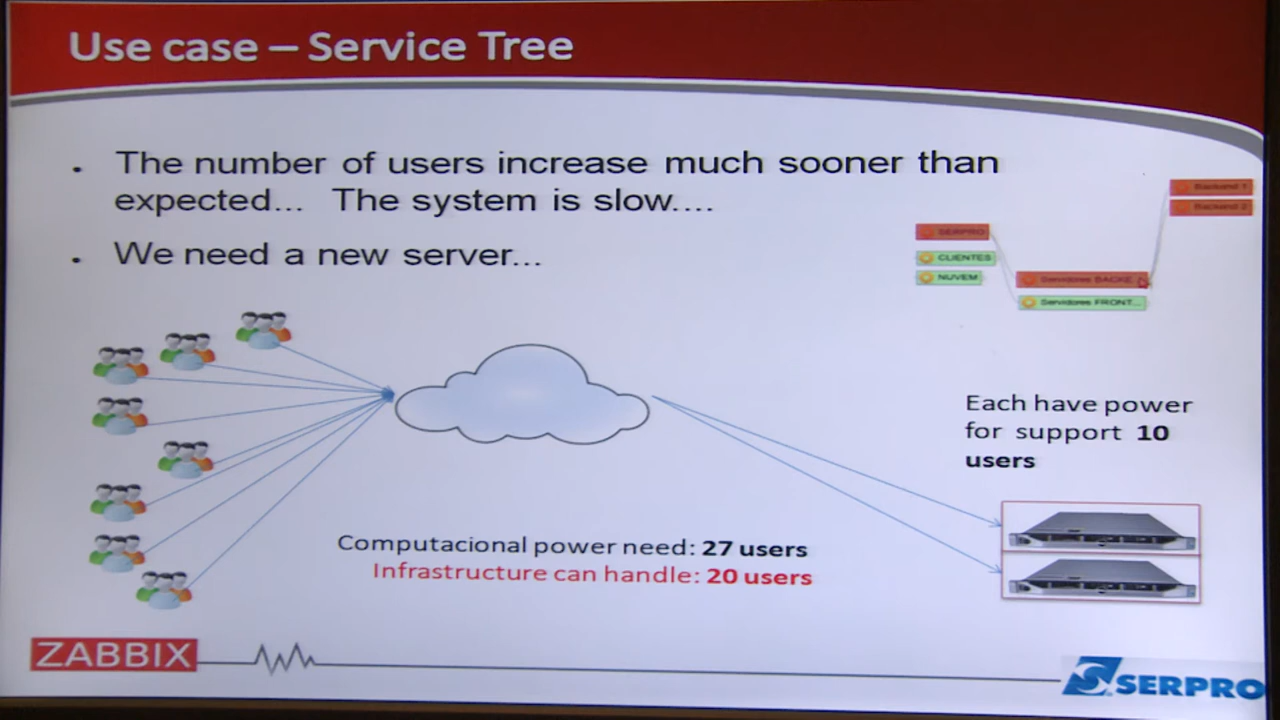 Use case – Service Tree
. The number of users increase much sooner than
expected... The system is slow....
. We need a new server...
Backend 1
Backend 2
SERPRO
CLIENTES
NUVEM
Servidores BACKE...
Servidores FRONT...
Each have power
for support 10
users
Computacional power need: 27 users
Infrastructure can handle: 20 users
ZABBIX
SERPRO